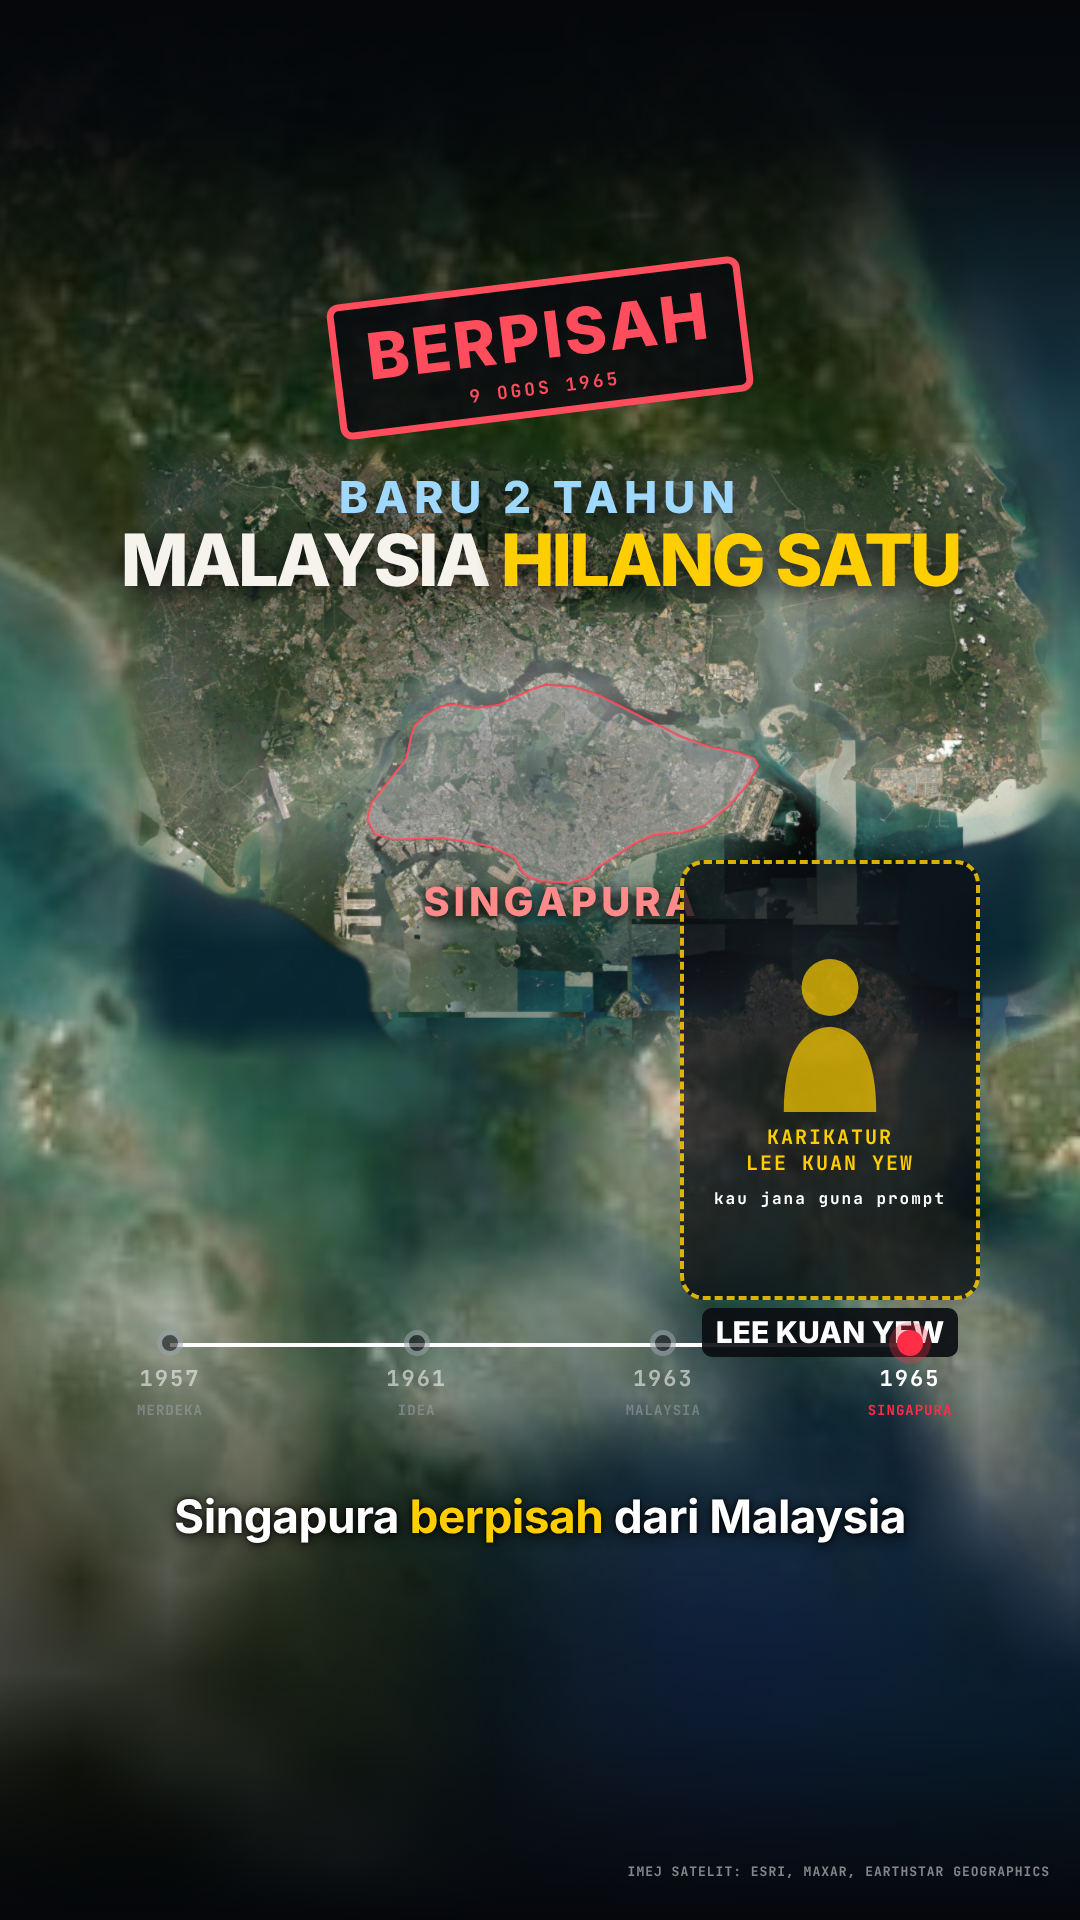 BERPISAH
9 OGOS 1965
BARU 2 TAHUN
MALAYSIA HILANG SATU
SINGAPURA
KARIKATUR
LEE KUAN YEW
kau jana guna prompt
LEE KUAN YEW
1957
MERDEKA
1961
IDEA
1963
MALAYSIA
1965
SINGAPURA
Singapura berpisah dari Malaysia
IMEJ SATELIT: ESRI, MAXAR, EARTHSTAR GEOGRAPHICS